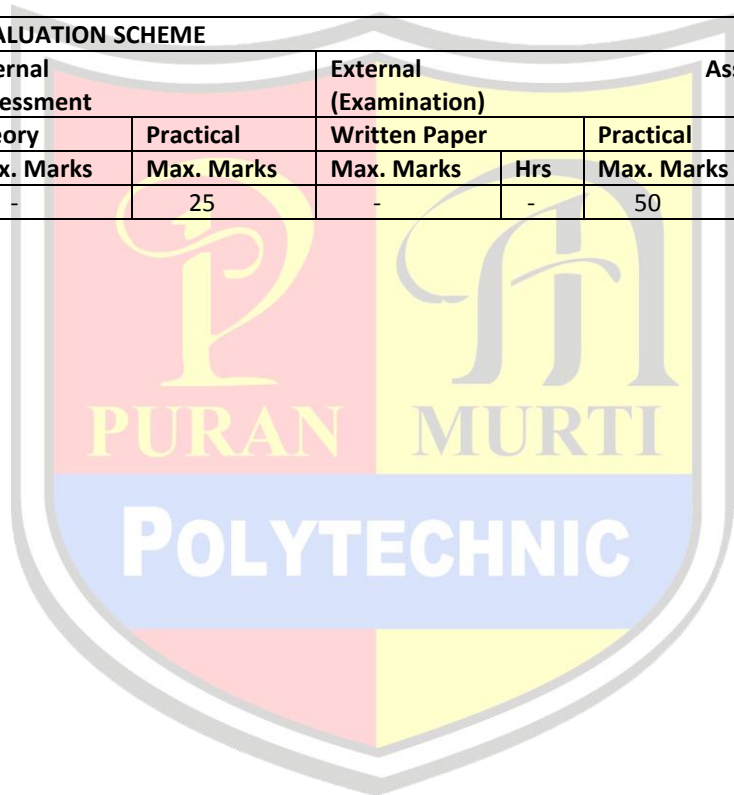 ALUATION SCHEME
ernal External Ass
essment (Examination)
eory Practical Written Paper Practical
x. Marks Max. Marks Max. Marks Hrs Max. Marks
- 25 - - 50
PURAN MURTI
POLYTECHNIC